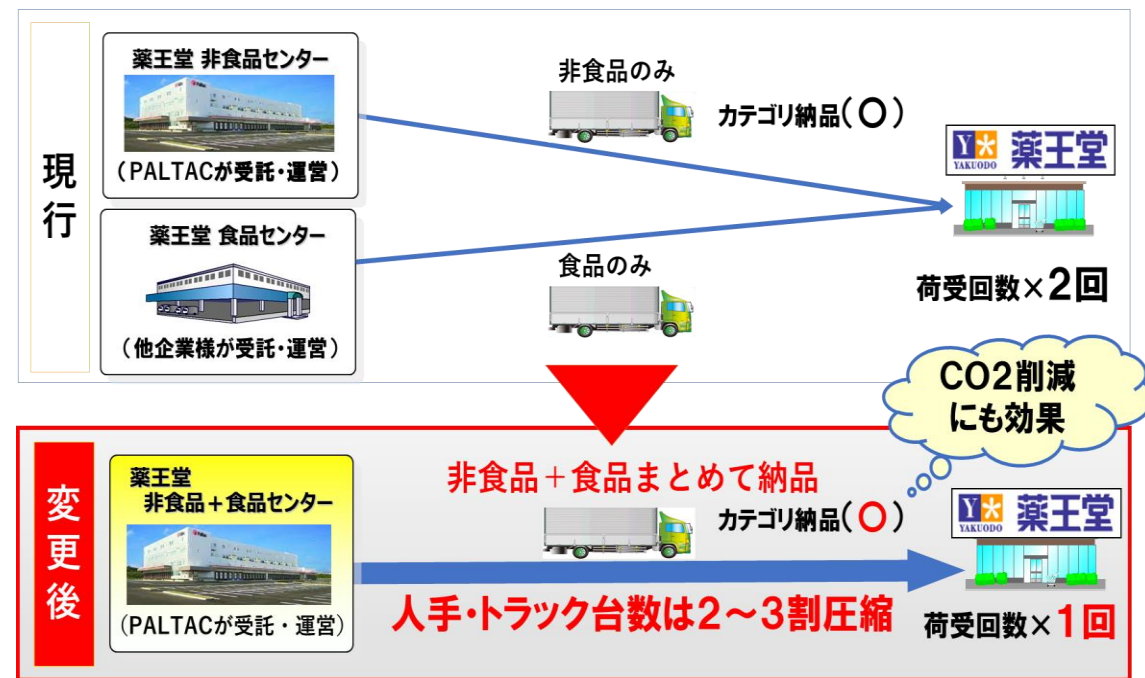 現行
薬王堂 非食品センター
(PALTACが受託・運営)
非食品のみ
カテゴリ納品(〇)
薬王堂 食品センター
(他企業様が受託・運営)
食品のみ
YAKUODO 薬王堂
荷受回数×2回
CO2削減
にも効果
変更後
薬王堂
非食品+食品センター
(PALTACが受託・運営)
非食品+食品まとめて納品
カテゴリ納品(〇)
人手・トラック台数は2~3割圧縮
YAKUODO 薬王堂
荷受回数×1回